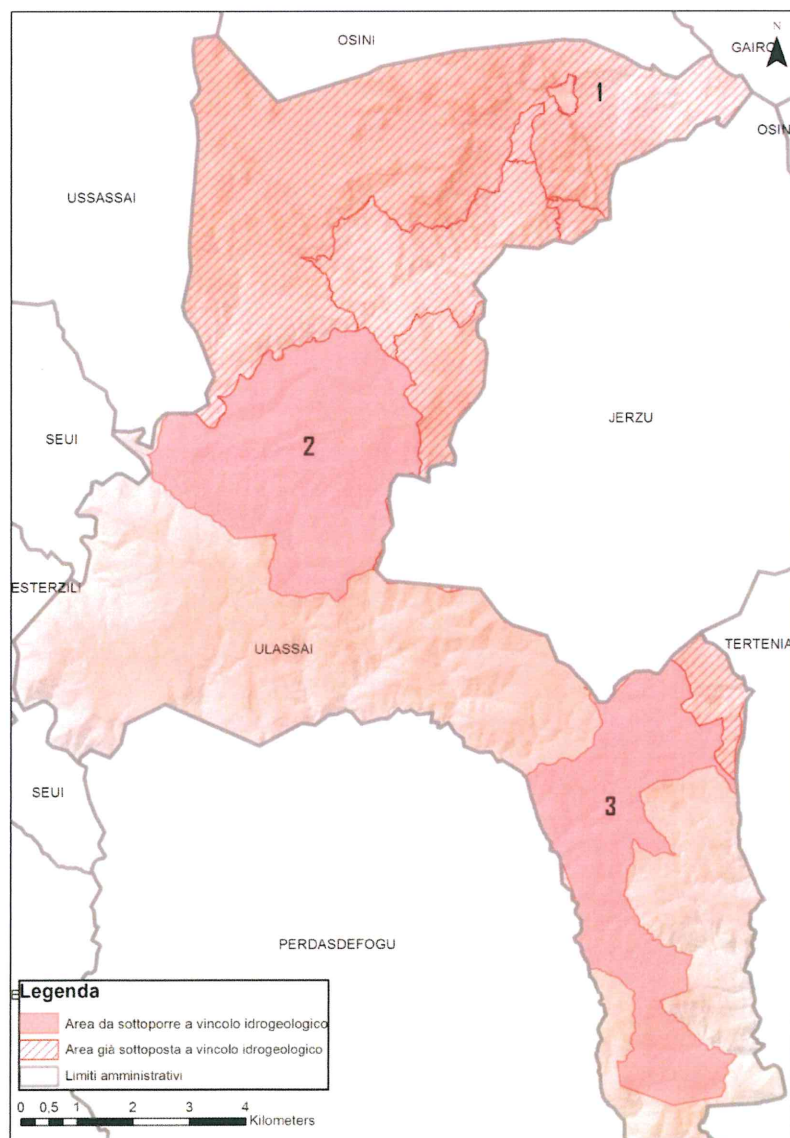 OSINI
N
GAIRO
1
OSIN
USSASSAI
JERZU
SEUI
2
ESTERZILI
ULASSAI
TERTENIA
SEUI
3
PERDASDEFOGU
E
Legenda
Area da sottoporre a vincolo idrogeologico
Area già sottoposta a vincolo idrogeologico
Limiti amministrativi
0 0,5 1 2 3 4
Kilometers